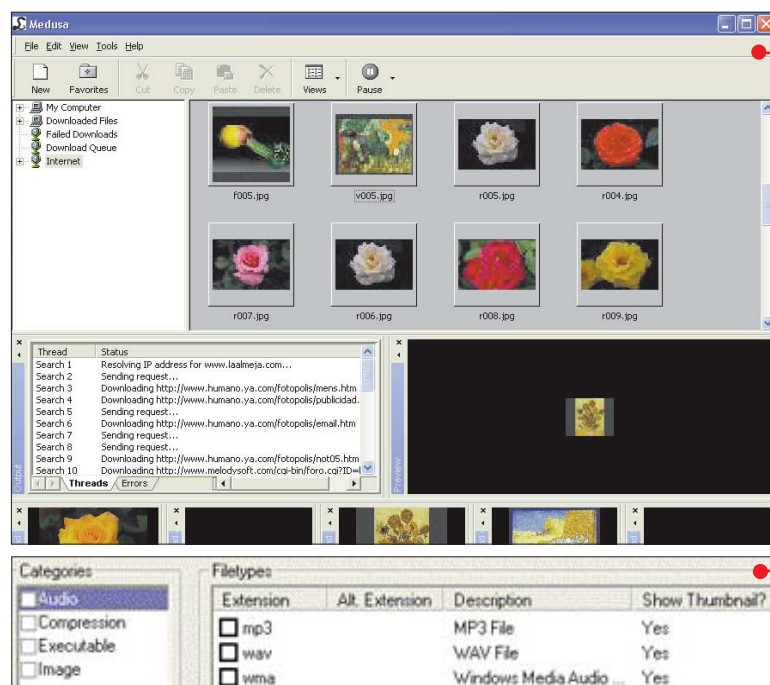 Medusa
File Edit View Tools Help
New Favorites Cut Copy Paste Delete Views Pause
My Computer
Downloaded Files
Failed Downloads
Download Queue
Internet
f005.jpg v005.jpg r005.jpg r004.jpg
r007.jpg r006.jpg r008.jpg r009.jpg
Thread Status
Search 1 Resolving IP address for www.laalmeja.com...
Search 2 Sending request...
Search 3 Downloading http://www.humano.ya.com/fotopolis/mens.htm
Search 4 Downloading http://www.humano.ya.com/fotopolis/publicidad.
Search 5 Sending request...
Search 6 Downloading http://www.humano.ya.com/fotopolis/email.htm
Search 7 Sending request...
Search 8 Sending request...
Search 9 Downloading http://www.humano.ya.com/fotopolis/not05.htm
Search 10 Downloading http://www.melodysoft.com/cgi-bin/foro.cgi?ID=
Threads Errors
Output
Preview
Categories
Audio
Compression
Executable
Image
Filetypes
Extension Alt. Extension Description Show Thumbnail?
mp3 MP3 File Yes
wav WAV File Yes
wma Windows Media Audio ... Yes